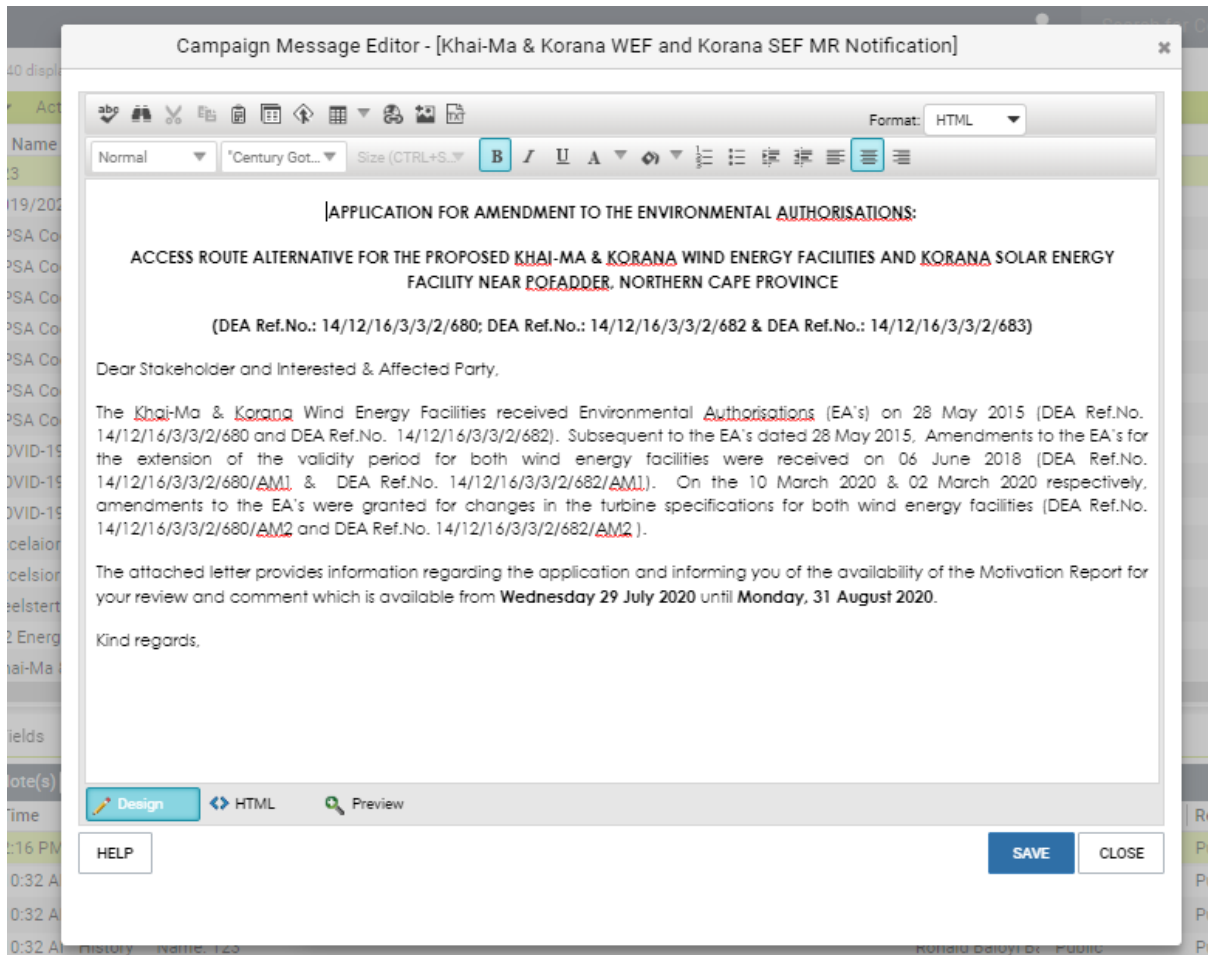 Campaign Message Editor - [Khai-Ma & Korana WEF and Korana SEF MR Notification]
40
Name
Format: HTML
Normal "Century Got... Size (CTRL+S... B I U A
APPLICATION FOR AMENDMENT TO THE ENVIRONMENTAL AUTHORISATIONS:
ACCESS ROUTE ALTERNATIVE FOR THE PROPOSED KHAI-MA & KORANA WIND ENERGY FACILITIES AND KORANA SOLAR ENERGY
FACILITY NEAR POFADDER, NORTHERN CAPE PROVINCE
(DEA Ref.No.: 14/12/16/3/3/2/680; DEA Ref.No.: 14/12/16/3/3/2/682 & DEA Ref.No.: 14/12/16/3/3/2/683)
Dear Stakeholder and Interested & Affected Party,
The Khai-Ma & Korana Wind Energy Facilities received Environmental Authorisations (EA's) on 28 May 2015 (DEA Ref.No.
14/12/16/3/3/2/680 and DEA Ref.No. 14/12/16/3/3/2/682). Subsequent to the EA's dated 28 May 2015, Amendments to the EA's for
the extension of the validity period for both wind energy facilities were received on 06 June 2018 (DEA Ref.No.
14/12/16/3/3/2/680/AM1 & DEA Ref.No. 14/12/16/3/3/2/682/AM1). On the 10 March 2020 & 02 March 2020 respectively,
amendments to the EA's were granted for changes in the turbine specifications for both wind energy facilities (DEA Ref.No.
14/12/16/3/3/2/680/AM2 and DEA Ref.No. 14/12/16/3/3/2/682/AM2 ).
The attached letter provides information regarding the application and informing you of the availability of the Motivation Report for
your review and comment which is available from Wednesday 29 July 2020 until Monday, 31 August 2020.
Kind regards,
Design HTML Preview
Time
HELP SAVE CLOSE
History Name: 123 Ronald Baloyi Public